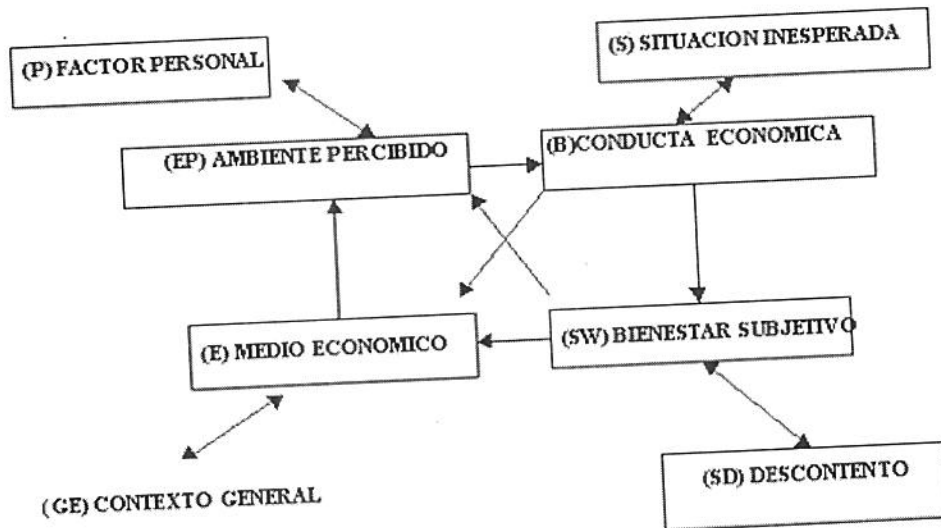 (S) SITUACION INESPERADA
(P) FACTOR PERSONAL
(B)CONDUCTA ECONOMICA
(EP) AMBIENTE PERCIBIDO
(SW) BIENESTAR SUBJETIVO
(E) MEDIO ECONOMICO
(SD) DESCONTENTO
(GE) CONTEXTO GENERAL